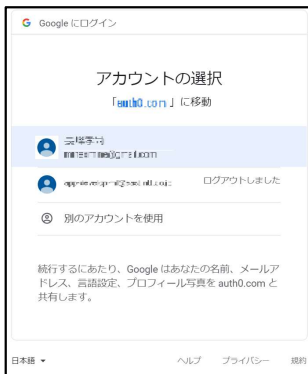 Google にログイン
アカウントの選択
「auth0.com」に移動
ログアウトしました
別のアカウントを使用
続行するにあたり、Google はあなたの名前、メールア
ドレス、言語設定、プロフィール写真を auth0.com と
共有します。
日本語
ヘルプ プライバシー 規約